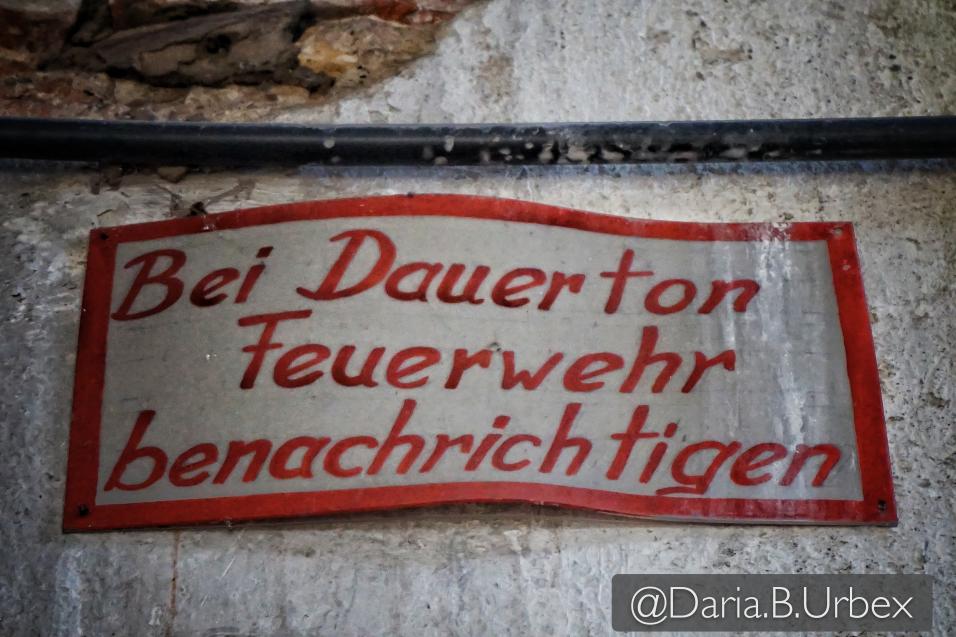 Bei Dauerton
Feuerwehr
benachrichtigen
@Daria.B.Urbex